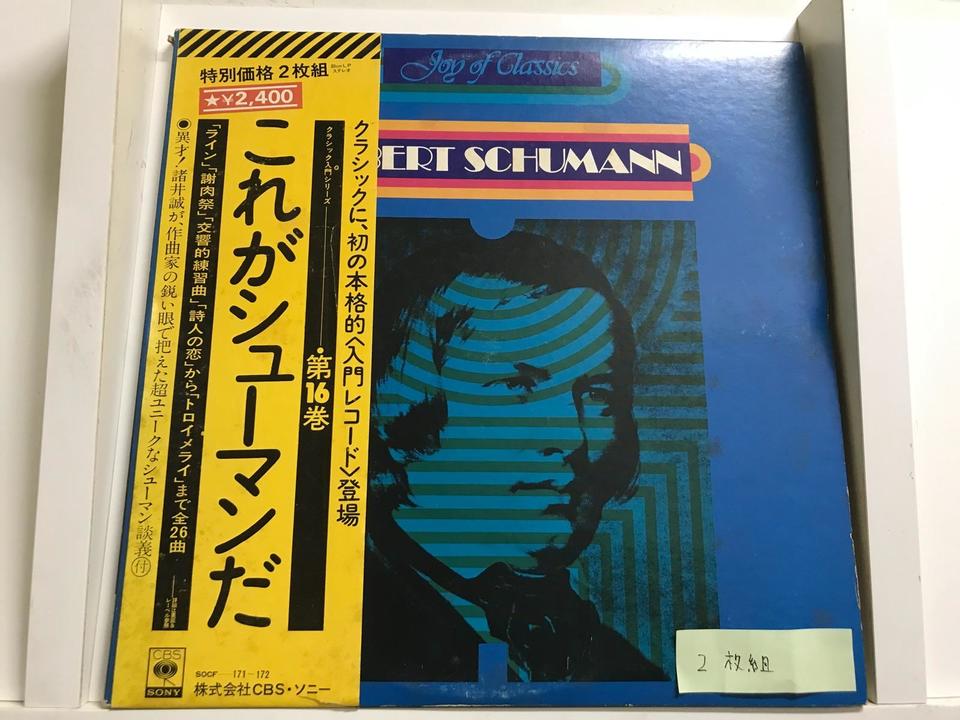 特別価格2枚組
30cmLP
ステレオ
★¥2,400
クラシックに、初の本格的〈入門レコード〉登場
クラシック入門シリーズ
・第16巻
これがシューマンだ
「ライン」「謝肉祭」「交響的練習曲」「詩人の恋」から「トロイメライ」まで全26曲
●異才!諸井誠が、作曲家の鋭い眼で把えた超ユニークなシューマン談義付
CBS
SONY
SOCF—171—172
株式会社CBS・ソニー
Joy of Classics
BERT SCHUMANN
2枚組